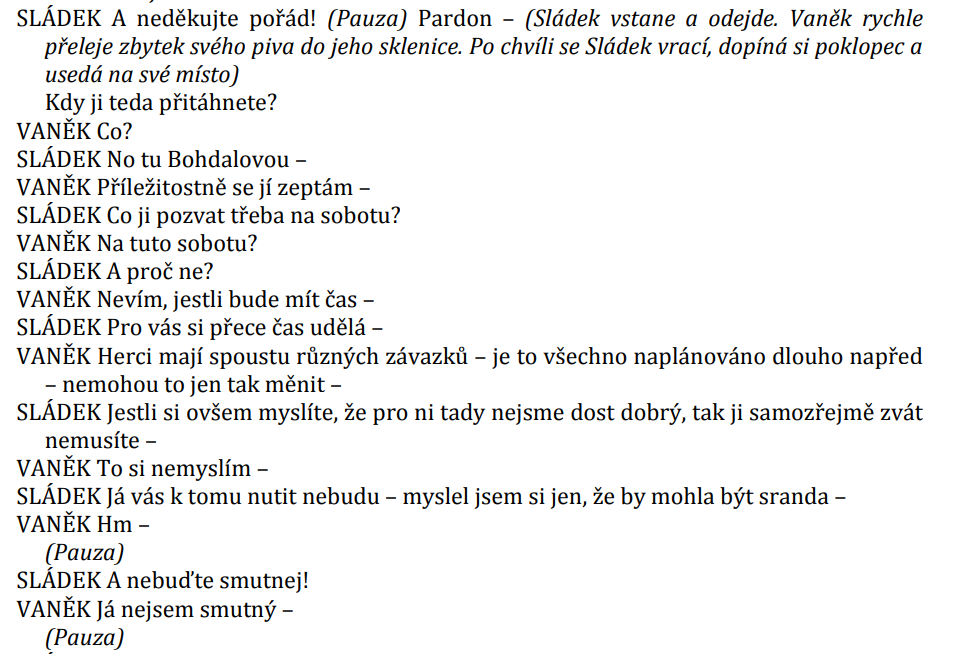 SLÁDEK A neděkujte pořád! (Pauza) Pardon – (Sládek vstane a odejde. Vaněk rychle
přeleje zbytek svého piva do jeho sklenice. Po chvíli se Sládek vrací, dopíná si poklopec a
usedá na své místo)
Kdy ji teda přitáhnete?
VANĚK Co?
SLÁDEK No tu Bohdalovou –
VANĚK Příležitostně se jí zeptám –
SLÁDEK Co ji pozvat třeba na sobotu?
VANĚK Na tuto sobotu?
SLÁDEK A proč ne?
VANĚK Nevím, jestli bude mít čas –
SLÁDEK Pro vás si přece čas udělá –
VANĚK Herci mají spoustu různých závazků – je to všechno naplánováno dlouho napřed
– nemohou to jen tak měnit –
SLÁDEK Jestli si ovšem myslíte, že pro ni tady nejsme dost dobrý, tak ji samozřejmě zvát
nemusíte –
VANĚK To si nemyslím –
SLÁDEK Já vás k tomu nutit nebudu – myslel jsem si jen, že by mohla být sranda –
VANĚK Hm –
(Pauza)
SLÁDEK A nebuďte smutnej!
VANĚK Já nejsem smutný –
(Pauza)